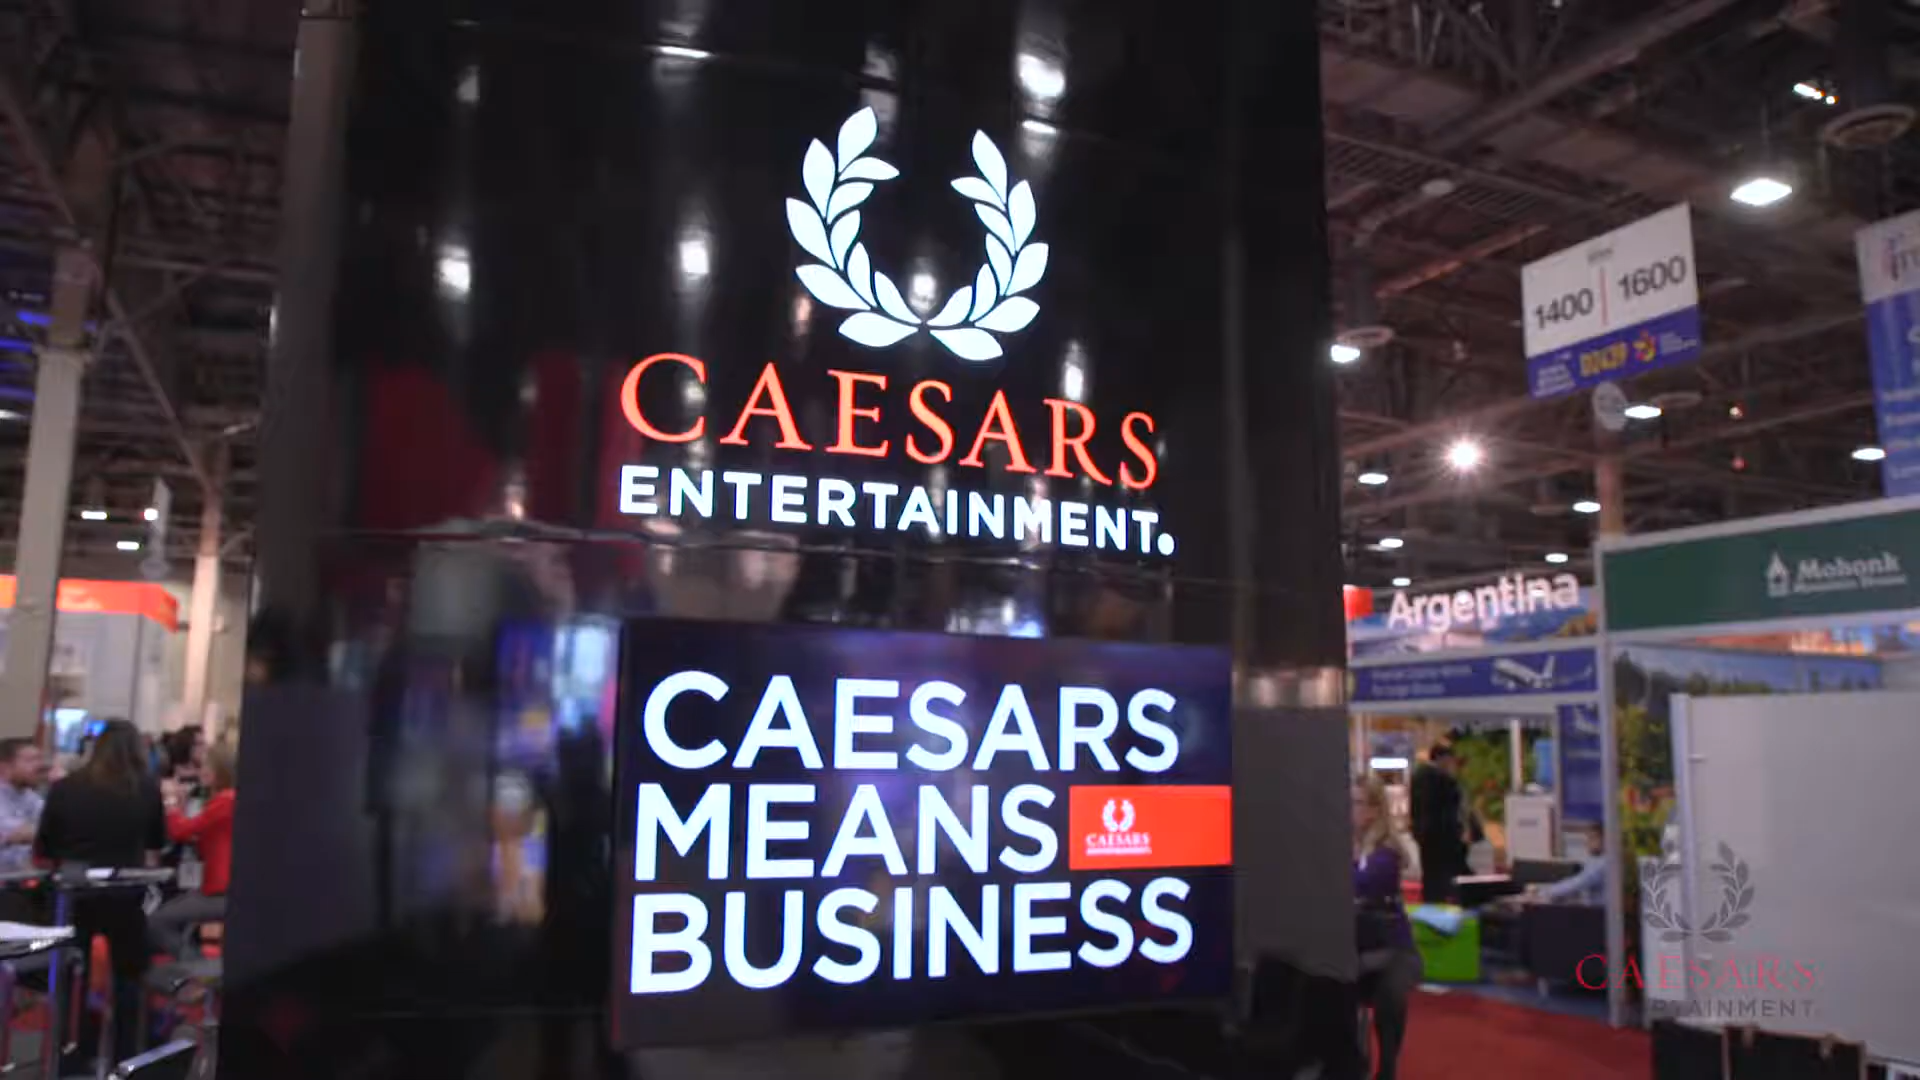 CAESARS
ENTERTAINMENT.
CAESARS
MEANS
CAESARS
BUSINESS
1400 | 1600
Argentina
Mohonk
CAESARS